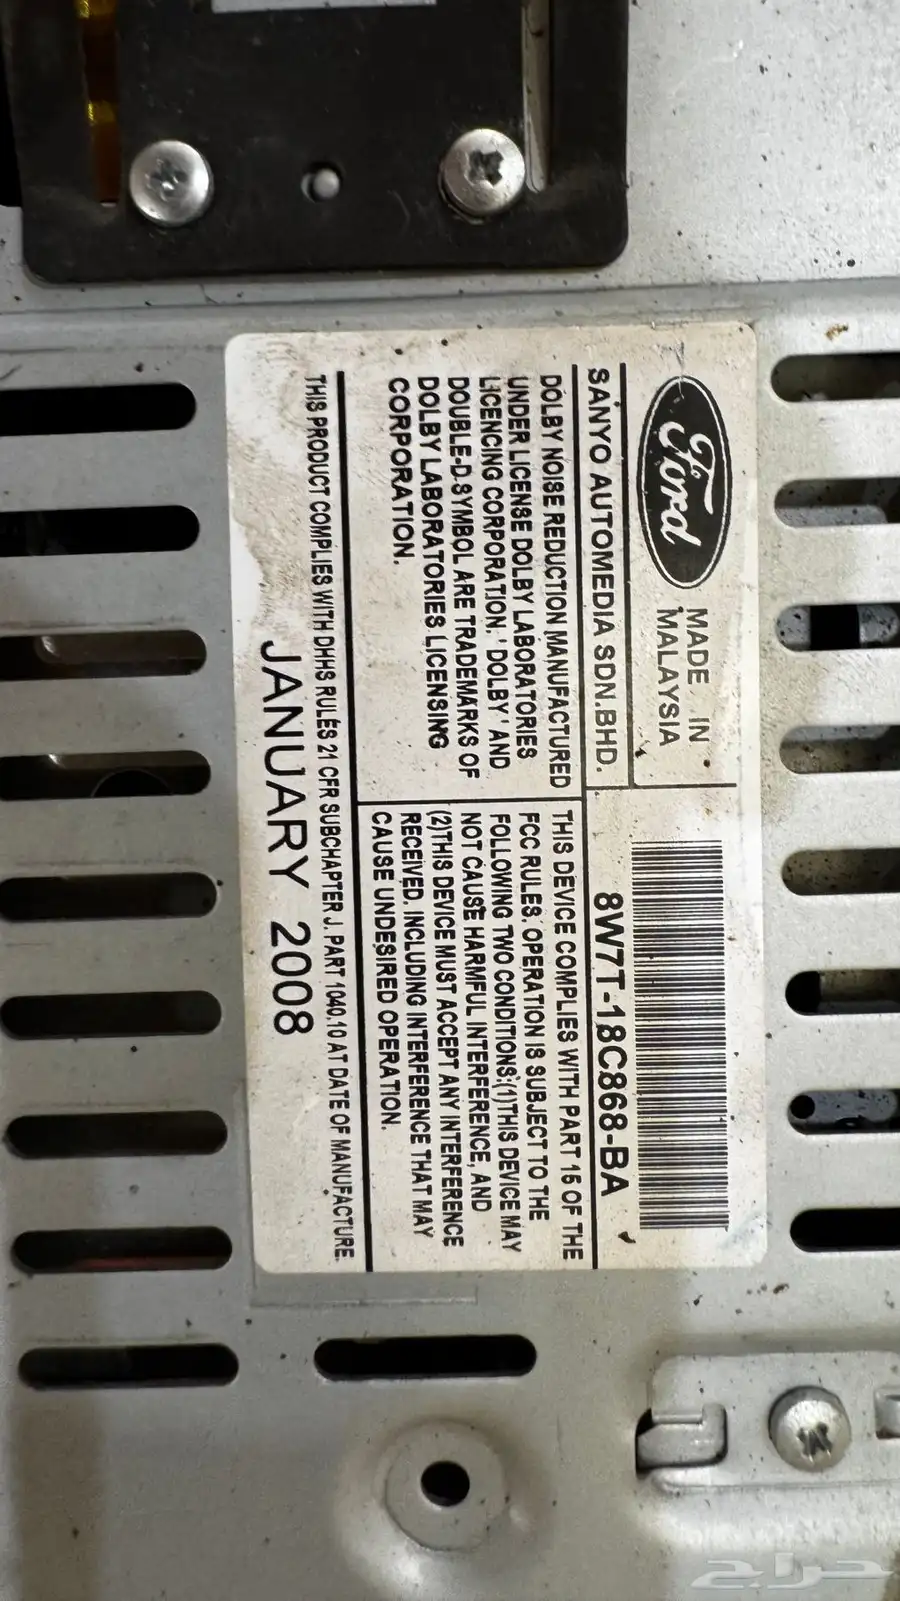 Ford
MADE IN
MALAYSIA
SANYO AUTOMEDIA SDN.BHD.
8W7T-18C868-BA
DOLBY NOISE REDUCTION MANUFACTURED
UNDER LICENSE DOLBY LABORATORIES
LICENCING CORPORATION. 'DOLBY' AND
DOUBLE-D SYMBOL ARE TRADEMARKS OF
DOLBY LABORATORIES LICENSING
CORPORATION.
THIS DEVICE COMPLIES WITH PART 15 OF THE
FCC RULES. OPERATION IS SUBJECT TO THE
FOLLOWING TWO CONDITIONS:(1)THIS DEVICE MAY
NOT CAUSE HARMFUL INTERFERENCE, AND
(2)THIS DEVICE MUST ACCEPT ANY INTERFERENCE
RECEIVED, INCLUDING INTERFERENCE THAT MAY
CAUSE UNDESIRED OPERATION.
THIS PRODUCT COMPLIES WITH DHHS RULES 21 CFR SUBCHAPTER J. PART 1040.10 AT DATE OF MANUFACTURE.
JANUARY 2008
حراج